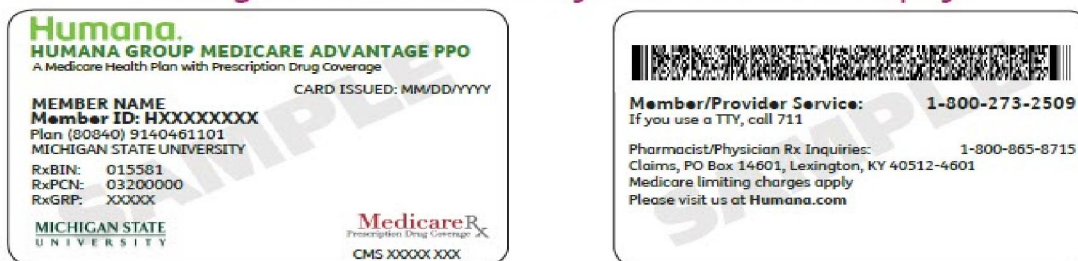 Humana.
HUMANA GROUP MEDICARE ADVANTAGE PPO
A Medicare Health Plan with Prescription Drug Coverage
CARD ISSUED: MM/DD/YYYY
MEMBER NAME
Member ID: HXXXXXXXX
Plan (80840) 9140461101
MICHIGAN STATE UNIVERSITY
RxBIN: 015581
RxPCN: 03200000
RxGRP: XXXXX
MICHIGAN STATE
UNIVERSITY
MedicareRx
Prescription Drug Coverage
CMS XXXXX XXX
SAMPLE
Member/Provider Service: 1-800-273-2509
If you use a TTY, call 711
Pharmacist/Physician Rx Inquiries: 1-800-865-8715
Claims, PO Box 14601, Lexington, KY 40512-4601
Medicare limiting charges apply
Please visit us at Humana.com
SAMPLE